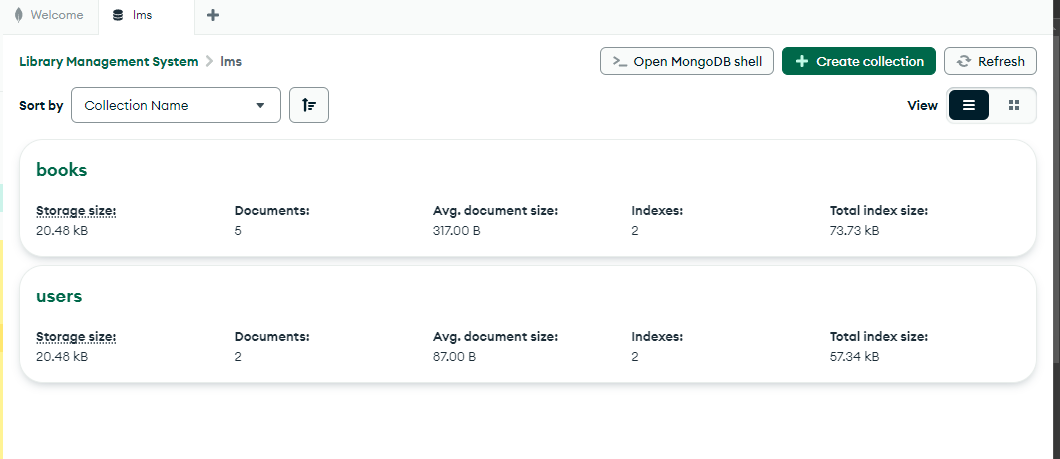 Welcome
lms
Library Management System > lms
>_ Open MongoDB shell
+ Create collection
Refresh
Sort by
Collection Name
View
books
Storage size: Documents: Avg. document size: Indexes: Total index size:
20.48 kB 5 317.00 B 2 73.73 kB
users
Storage size: Documents: Avg. document size: Indexes: Total index size:
20.48 kB 2 87.00 B 2 57.34 kB